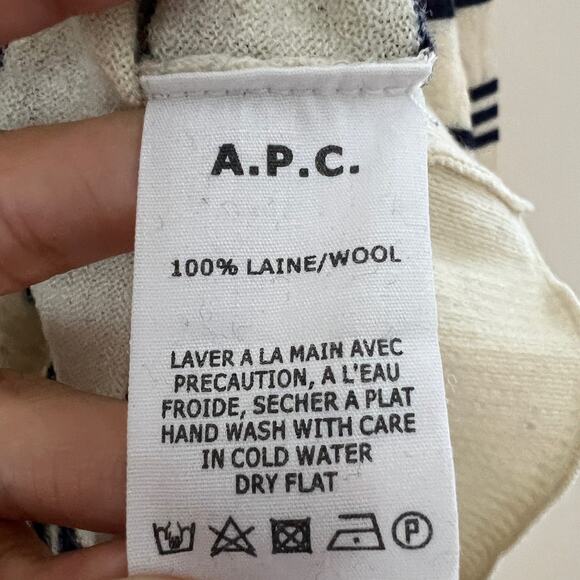 A.P.C.
100% LAINE/WOOL
LAVER A LA MAIN AVEC
PRECAUTION, A L'EAU
FROIDE, SECHER A PLAT
HAND WASH WITH CARE
IN COLD WATER
DRY FLAT
P